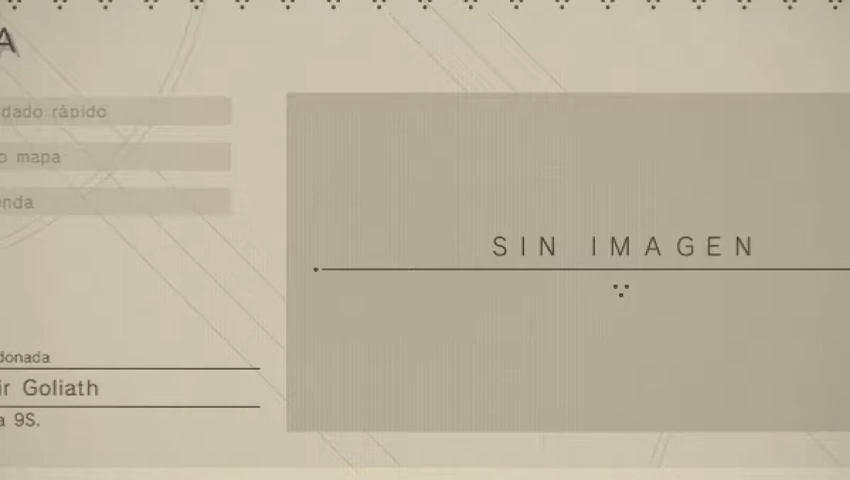 A
dado rápido
o mapa
enda
SIN IMAGEN
donada
ir Goliath
a 9S.